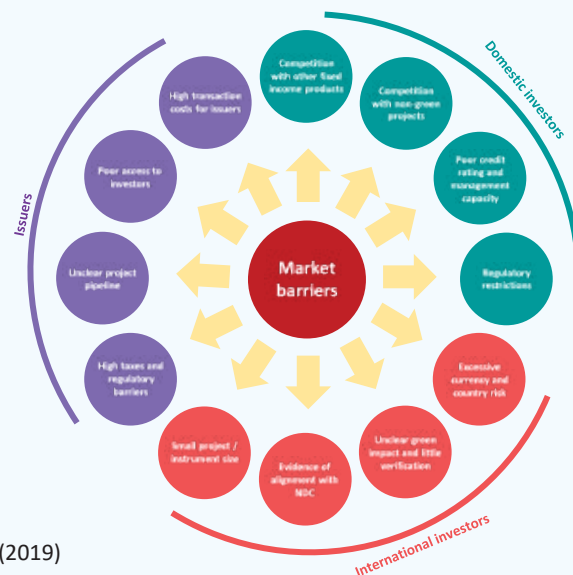 Competition
with other fixed
income products
Competition
with non-green
projects
Poor credit
rating and
management
capacity
Regulatory
restrictions
Domestic investors
Excessive
currency and
country risk
Unclear green
impact and little
verification
Evidence of
alignment with
NDC
Small project /
instrument size
International investors
High taxes and
regulatory
barriers
Unclear project
pipeline
Poor access to
investors
High transaction
costs for issuers
Issuers
Market
barriers
(2019)